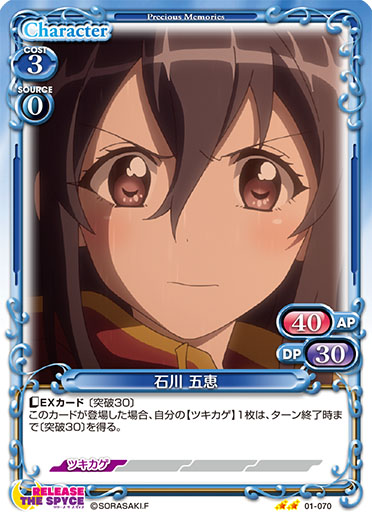 Precious Memories
Character
COST
3
SOURCE
0
40 AP
DP 30
石川 五恵
EXカード〔突破30〕
このカードが登場した場合、自分の【ツキカゲ】1枚は、ターン終了時ま
で〔突破30〕を得る。
ツキカゲ
RELEASE
THE SPYCE
©SORASAKI.F
01-070